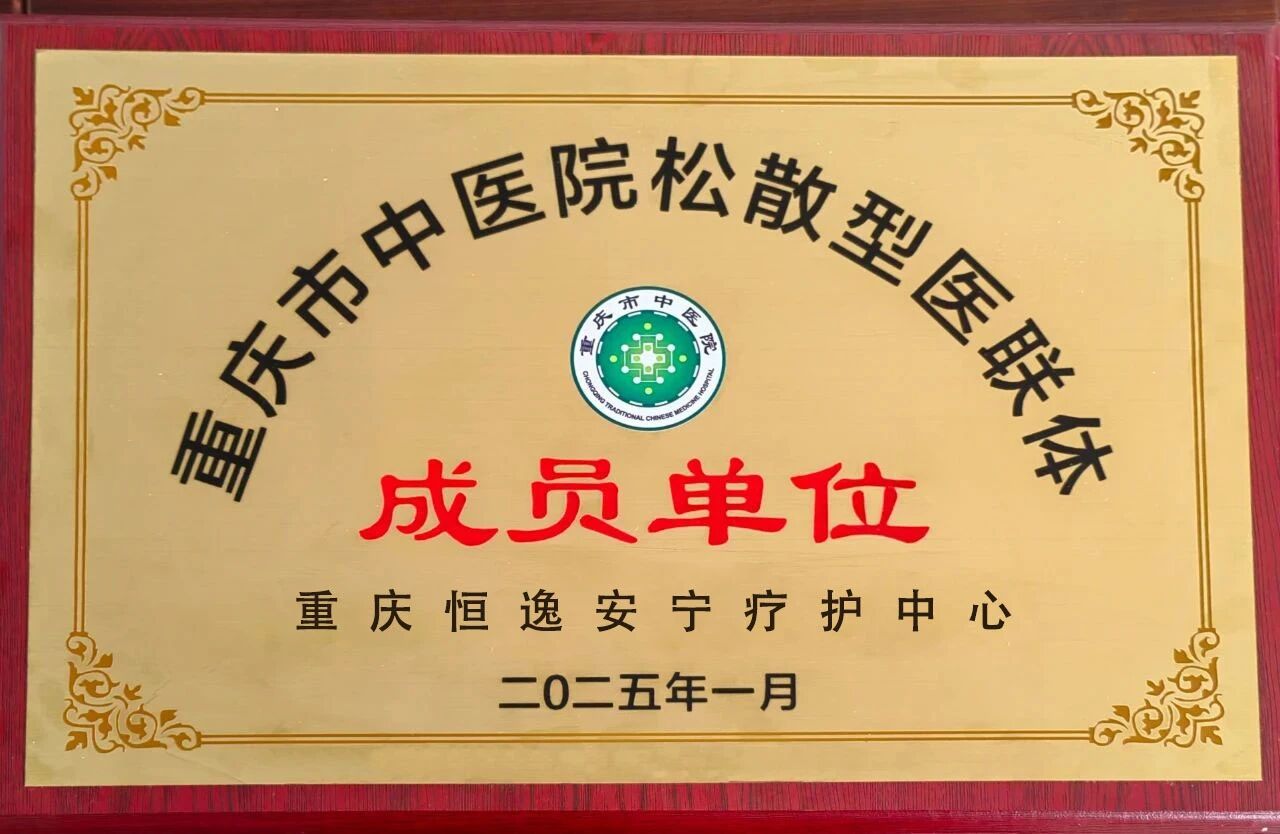 重庆市中医院松散型医联体
重庆市中医院
CHONGQING TRADITIONAL CHINESE MEDICINE HOSPITAL
成员单位
重庆恒逸安宁疗护中心
二0二五年一月